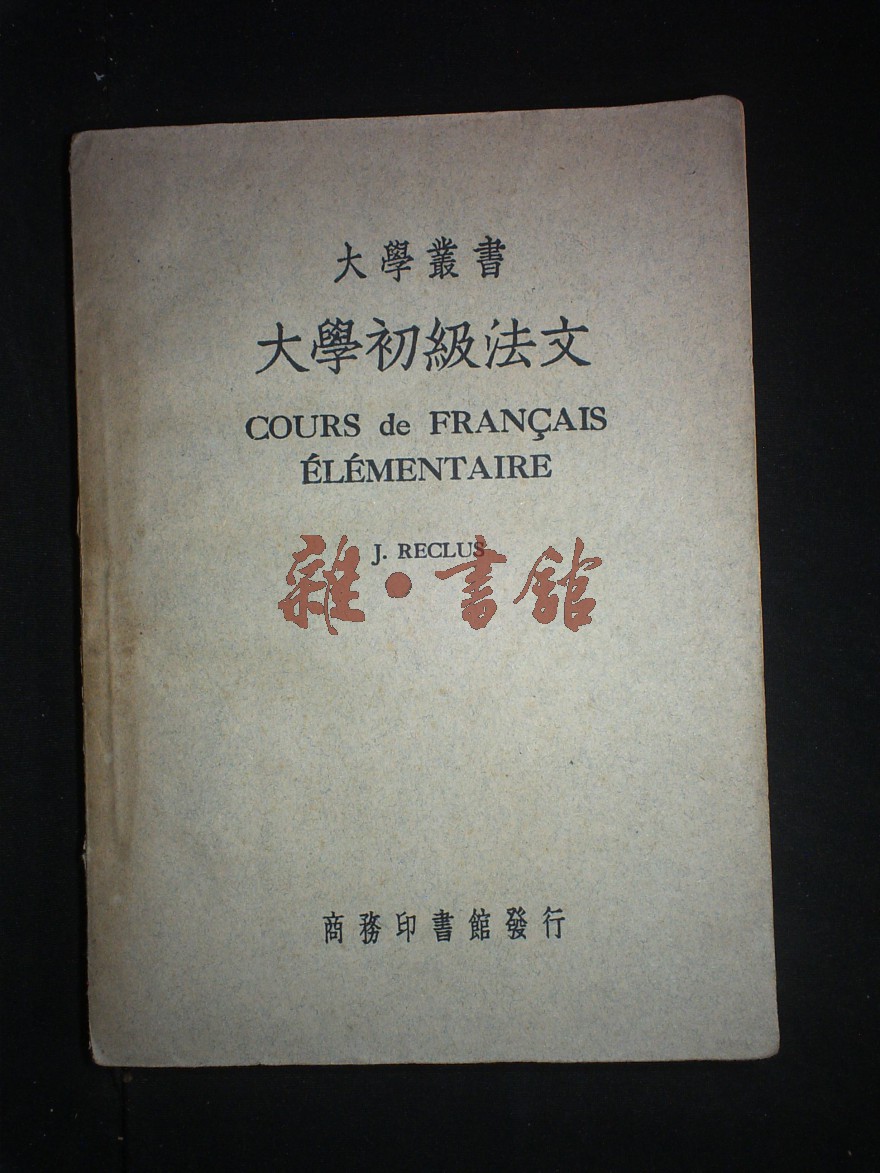 大學叢書
大學初級法文
COURS de FRANÇAIS
ÉLÉMENTAIRE
J. RECLUS
雜·書館
商務印書館發行